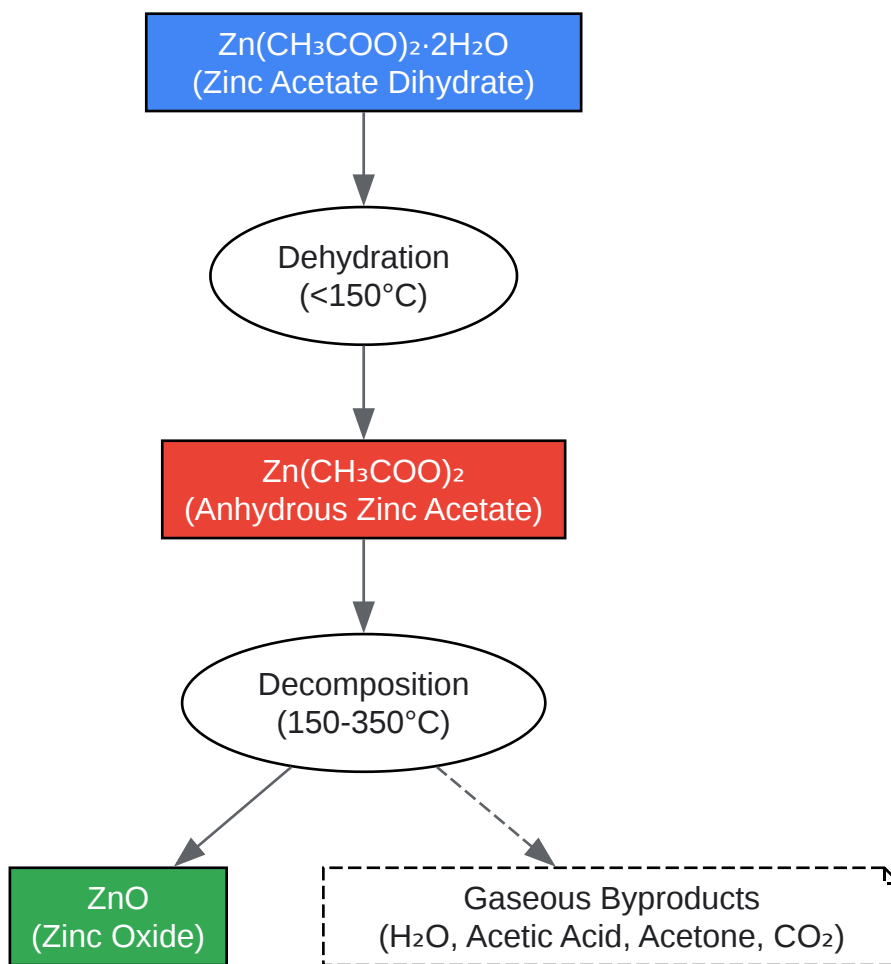 Zn(CH₃COO)₂·2H₂O
(Zinc Acetate Dihydrate)
Dehydration
(<150°C)
Zn(CH₃COO)₂
(Anhydrous Zinc Acetate)
Decomposition
(150-350°C)
ZnO
(Zinc Oxide)
Gaseous Byproducts
(H₂O, Acetic Acid, Acetone, CO₂)